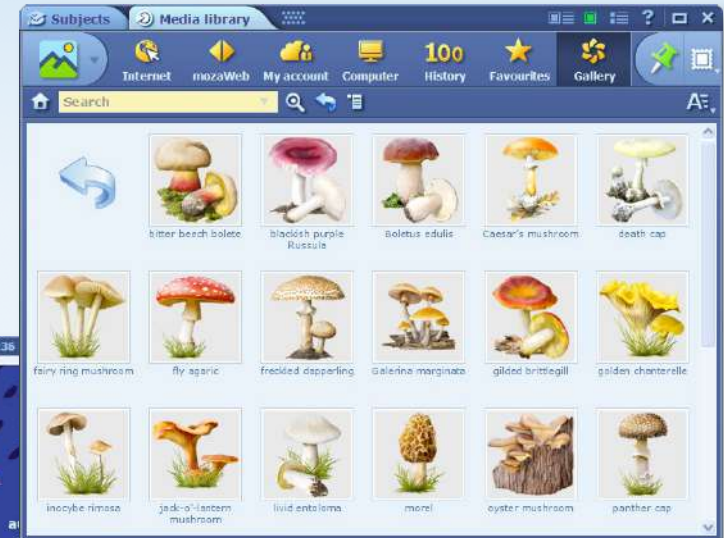 Subjects
Media library
Internet
mozaWeb
My account
Computer
100
History
Favourites
Gallery
Search
A
bitter beech bolete
blackish purple
Russula
Boletus edulis
Caesar's mushroom
death cap
fairy ring mushroom
fly agaric
freckled dapperling
Galerina marginata
gilded brittlegill
golden chanterelle
inocybe rimosa
jack-o'-lantern
mushroom
livid entoloma
morel
oyster mushroom
panther cap
36